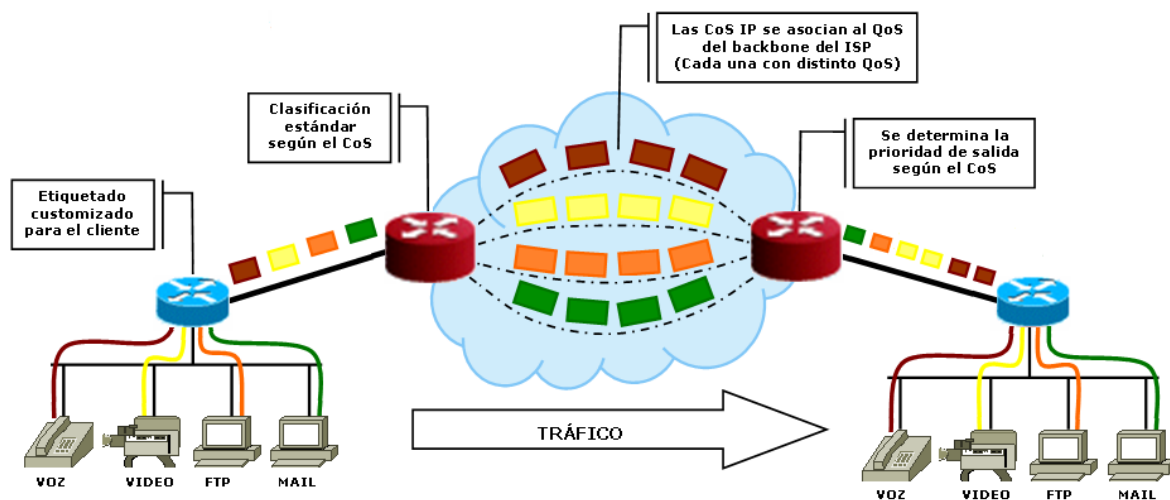 Las CoS IP se asocian al QoS
del backbone del ISP
(Cada una con distinto QoS)
Clasificación
estándar
según el CoS
Se determina la
prioridad de salida
según el CoS
Etiquetado
customizado
para el cliente
TRÁFICO
VOZ
VIDEO
FTP
MAIL
VOZ
VIDEO
FTP
MAIL